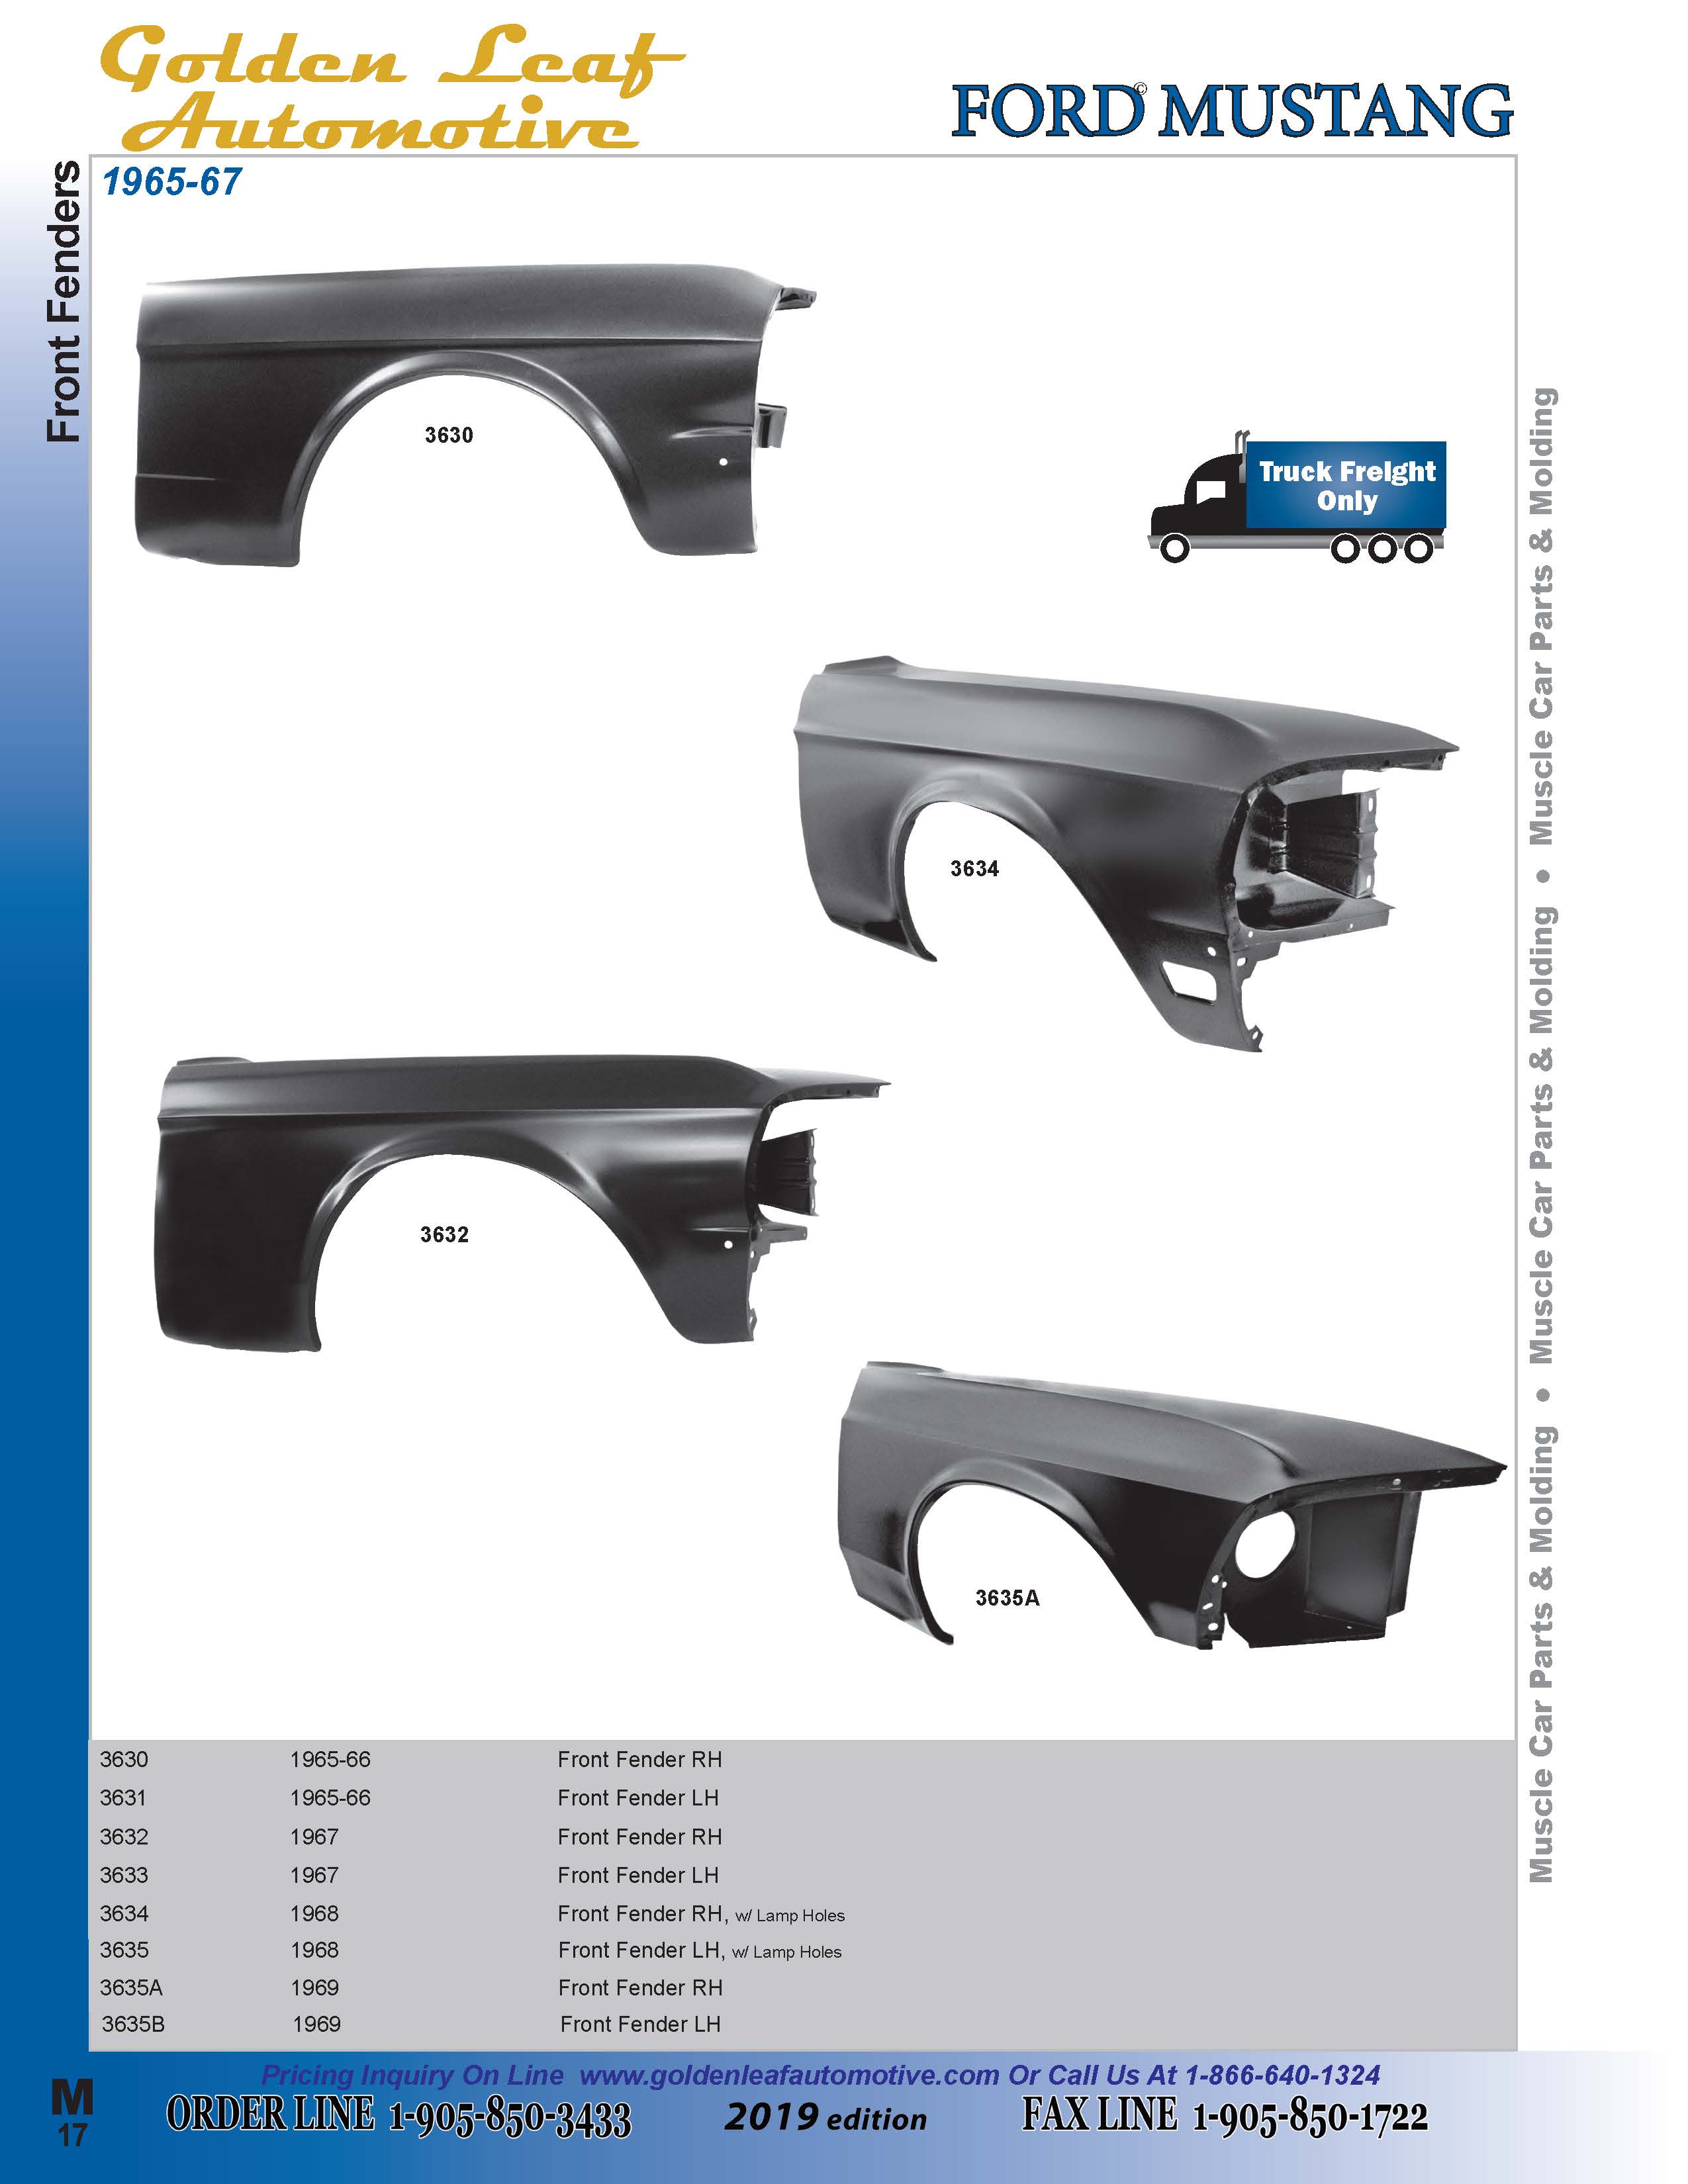 Golden Leaf
Automotive
FORD© MUSTANG
Front Fenders
1965-67
3630
Truck Freight
Only
3634
3632
3635A
Muscle Car Parts & Molding • Muscle Car Parts & Molding • Muscle Car Parts & Molding
3630 1965-66 Front Fender RH
3631 1965-66 Front Fender LH
3632 1967 Front Fender RH
3633 1967 Front Fender LH
3634 1968 Front Fender RH, w/ Lamp Holes
3635 1968 Front Fender LH, w/ Lamp Holes
3635A 1969 Front Fender RH
3635B 1969 Front Fender LH
Pricing Inquiry On Line www.goldenleafautomotive.com Or Call Us At 1-866-640-1324
M
17
ORDER LINE 1-905-850-3433 2019 edition FAX LINE 1-905-850-1722